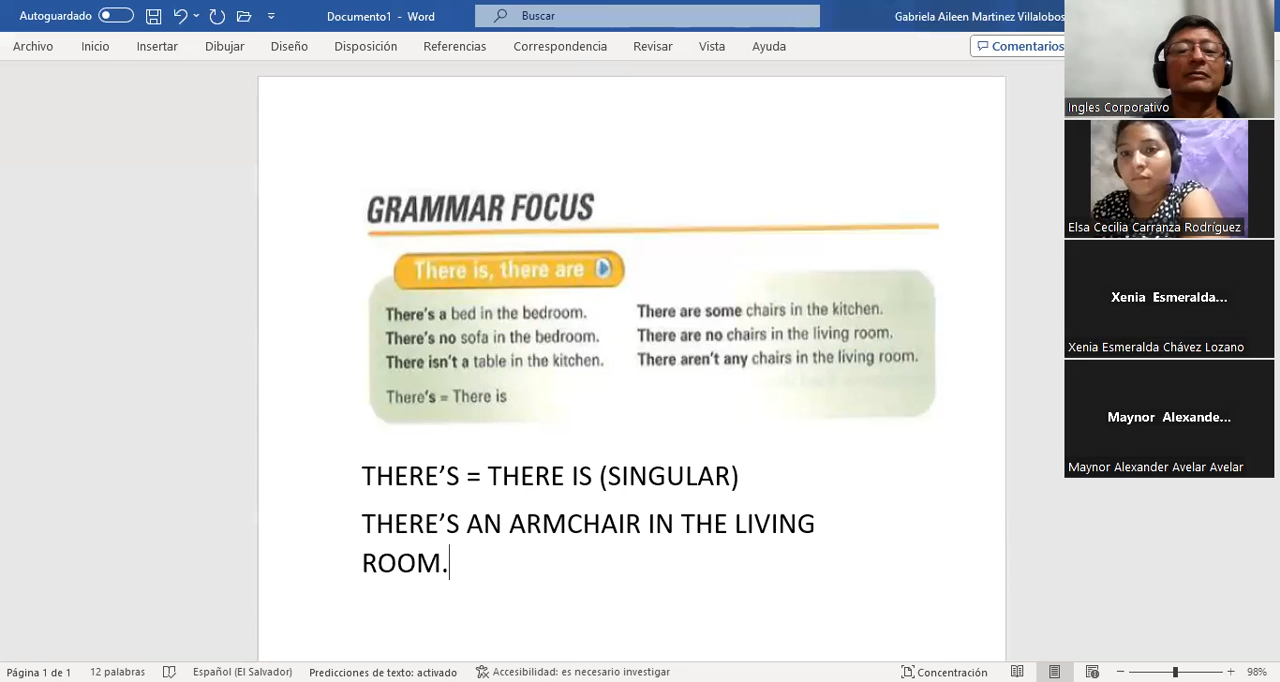 Autoguardado
Documento1 - Word
Buscar
Gabriela Aileen Martinez Villalobos
Archivo Inicio Insertar Dibujar Diseño Disposición Referencias Correspondencia Revisar Vista Ayuda
Comentarios
GRAMMAR FOCUS
There is, there are
There's a bed in the bedroom.
There's no sofa in the bedroom.
There isn't a table in the kitchen.
There's = There is
There are some chairs in the kitchen.
There are no chairs in the living room.
There aren't any chairs in the living room.
THERE'S = THERE IS (SINGULAR)
THERE'S AN ARMCHAIR IN THE LIVING
ROOM.
Ingles Corporativo
Elsa Cecilia Carranza Rodríguez
Xenia Esmeralda...
Xenia Esmeralda Chávez Lozano
Maynor Alexande...
Maynor Alexander Avelar Avelar
Página 1 de 1 12 palabras Español (El Salvador) Predicciones de texto: activado Accesibilidad: es necesario investigar Concentración 98%